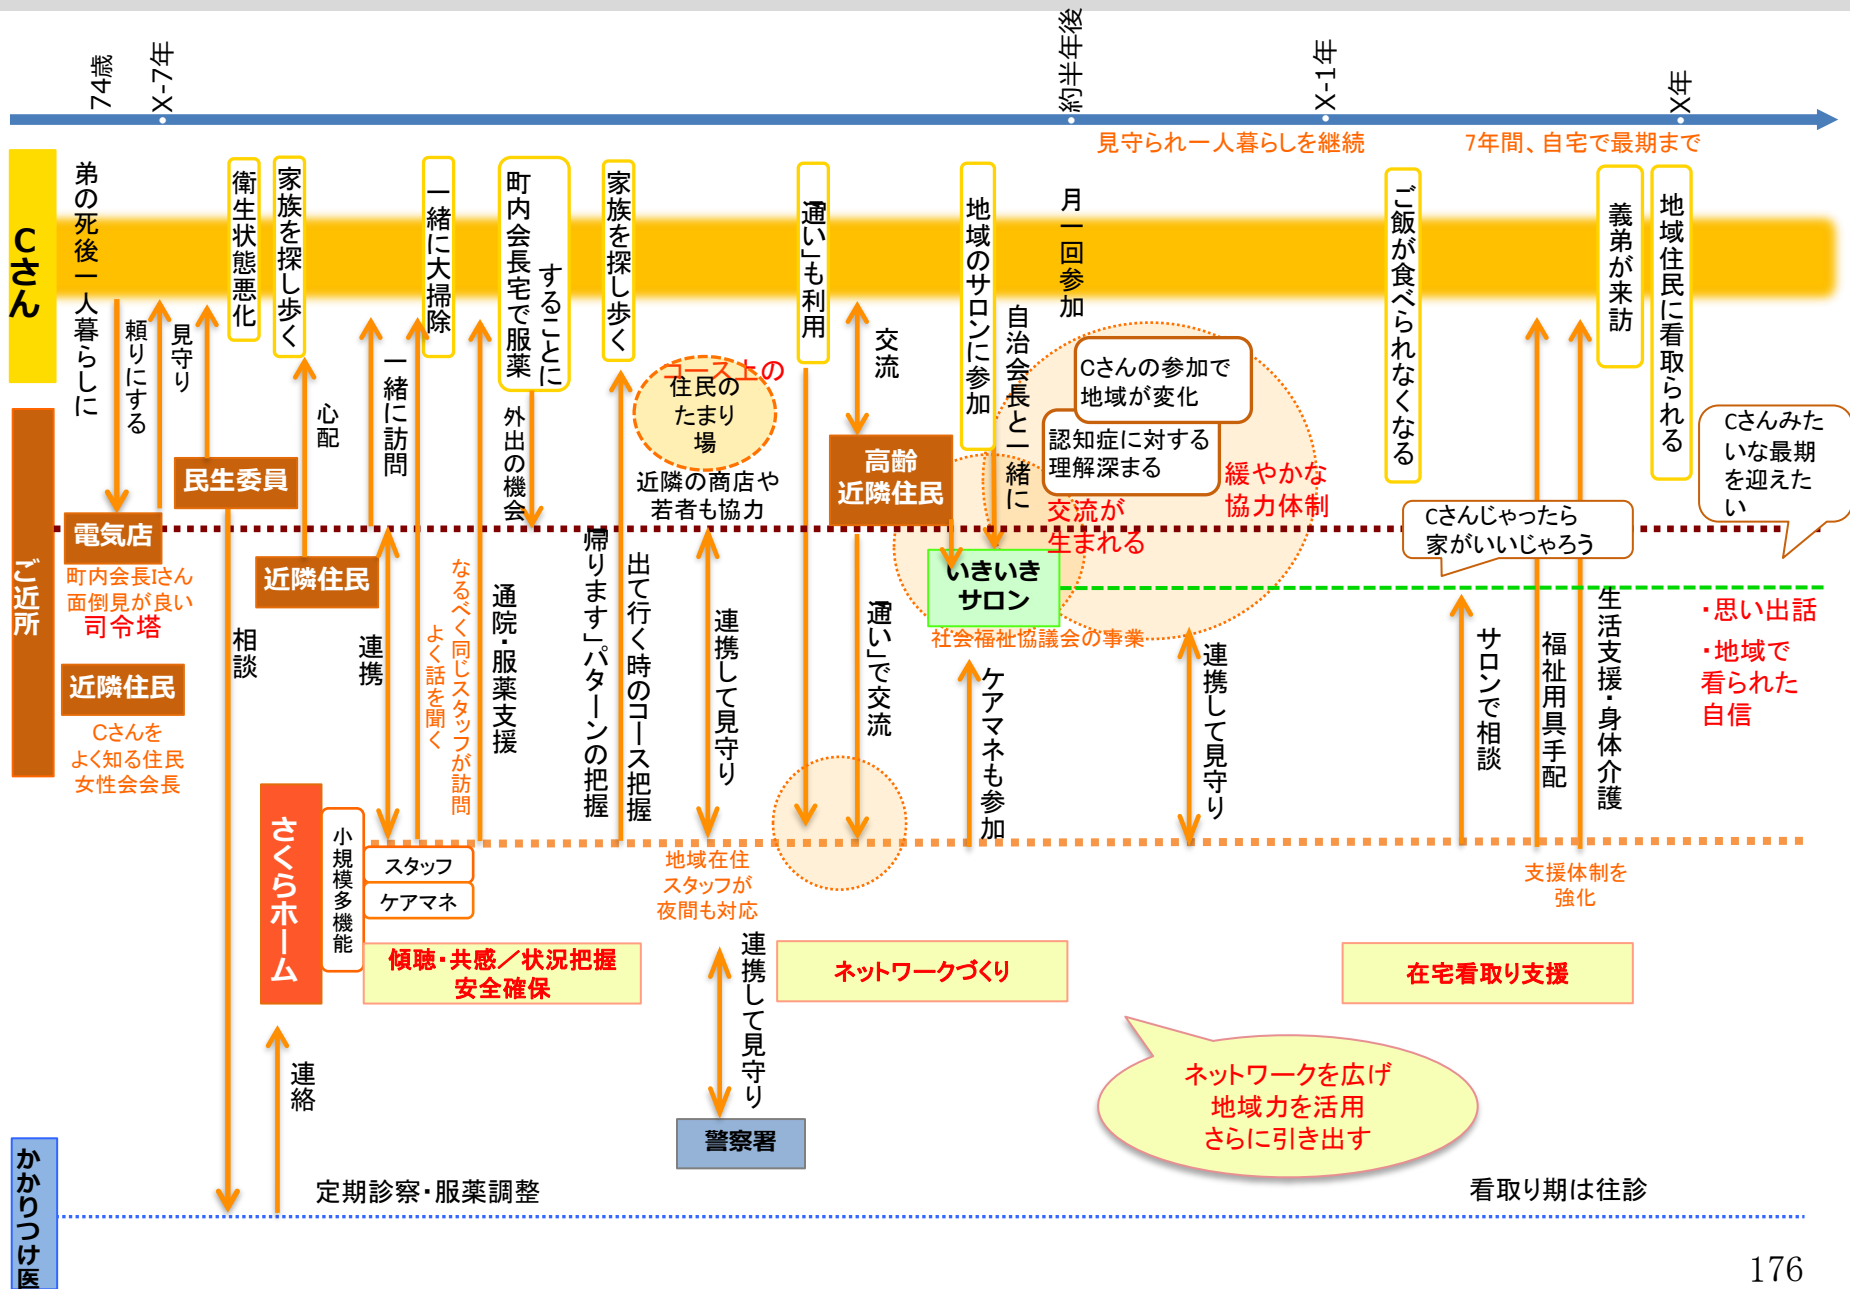 74歳
X-7年
約半年後
X-1年
X年
見守られ一人暮らしを継続
7年間、自宅で最期まで
Cさん
弟の死後一人暮らしに
衛生状態悪化
家族を探し歩く
一緒に大掃除
町内会長宅で服薬
することに
家族を探し歩く
「通い」も利用
地域のサロンに参加
月一回参加
ご飯が食べられなくなる
義弟が来訪
地域住民に看取られる
頼りにする
見守り
心配
一緒に訪問
外出の機会
コース上の
住民の
たまり
場
近隣の商店や
若者も協力
交流
自治会長と一緒に
Cさんの参加で
地域が変化
認知症に対する
理解深まる
緩やかな
協力体制
交流が
生まれる
Cさんみた
いな最期
を迎えた
い
Cさんじゃったら
家がいいじゃろう
ご近所
民生委員
電気店
町内会長Iさん
面倒見が良い
司令塔
近隣住民
高齢
近隣住民
いきいき
サロン
社会福祉協議会の事業
近隣住民
Cさんを
よく知る住民
女性会会長
相談
連携
なるべく同じスタッフが訪問
よく話を聞く
通院・服薬支援
「帰ります」パターンの把握
出て行く時のコース把握
連携して見守り
「通い」で交流
ケアマネも参加
連携して見守り
サロンで相談
福祉用具手配
生活支援・身体介護
・思い出話
・地域で
看られた
自信
さくらホーム
小規模多機能
スタッフ
ケアマネ
地域在住
スタッフが
夜間も対応
支援体制を
強化
傾聴・共感／状況把握
安全確保
ネットワークづくり
在宅看取り支援
連携して見守り
連絡
警察署
ネットワークを広げ
地域力を活用
さらに引き出す
かかりつけ医
定期診察・服薬調整
看取り期は往診
176